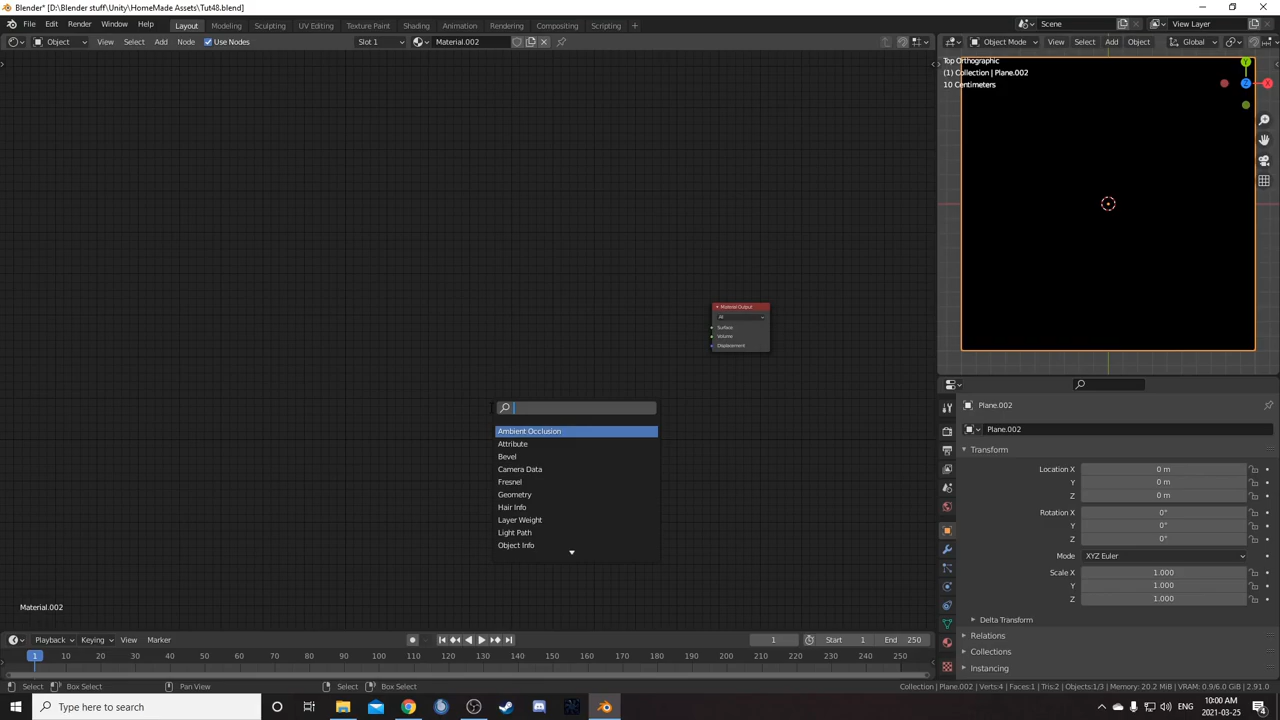 Blender* [D:\Blender stuff\Unity\HomeMade Assets\Tut48.blend]
File Edit Render Window Help Layout Modeling Sculpting UV Editing Texture Paint Shading Animation Rendering Compositing Scripting + Scene View Layer
Object View Select Add Node Use Nodes Slot 1 Material.002 Object Mode View Select Add Object Global
Top Orthographic
(1) Collection | Plane.002
10 Centimeters
Y
Z
X
Material Output
All
Surface
Volume
Displacement
Ambient Occlusion
Attribute
Bevel
Camera Data
Fresnel
Geometry
Hair Info
Layer Weight
Light Path
Object Info
Material.002
Plane.002
Plane.002
Transform
Location X 0 m
Y 0 m
Z 0 m
Rotation X 0°
Y 0°
Z 0°
Mode XYZ Euler
Scale X 1.000
Y 1.000
Z 1.000
Delta Transform
Relations
Collections
Instancing
Playback Keying View Marker 1 Start 1 End 250
1 10 20 30 40 50 60 70 80 90 100 110 120 130 140 150 160 170 180 190 200 210 220 230 240 250
Select Box Select Pan View Select Box Select Collection | Plane.002 | Verts:4 | Faces:1 | Tris:2 | Objects:1/3 | Memory: 20.2 MiB | VRAM: 0.9/6.0 GiB | 2.91.0
Type here to search
10:00 AM
2021-03-25